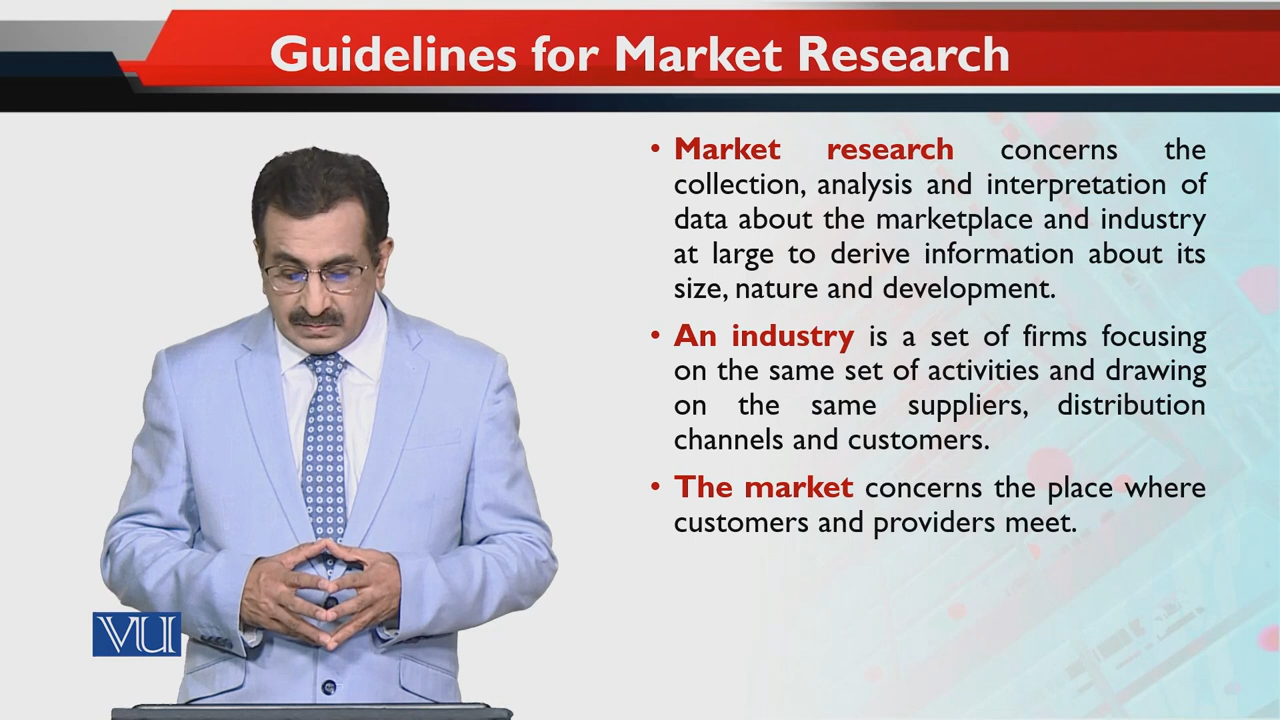 Guidelines for Market Research
• Market research concerns the
collection, analysis and interpretation of
data about the marketplace and industry
at large to derive information about its
size, nature and development.
• An industry is a set of firms focusing
on the same set of activities and drawing
on the same suppliers, distribution
channels and customers.
• The market concerns the place where
customers and providers meet.
VU